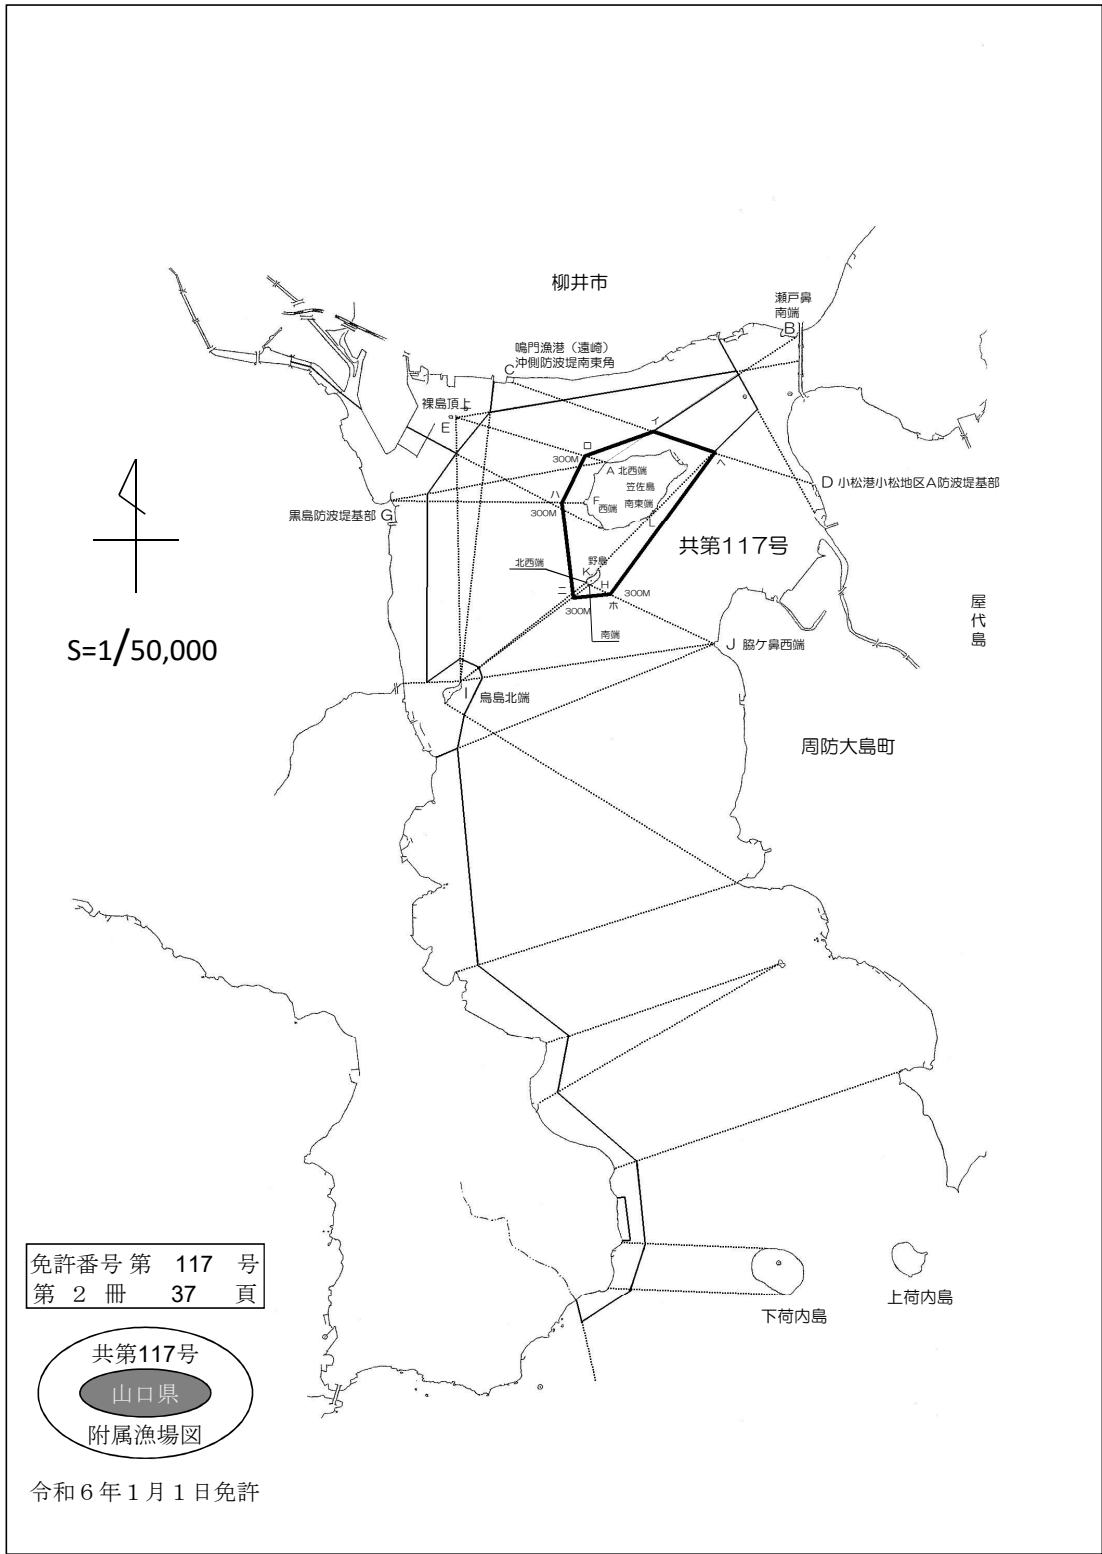 柳井市
瀬戸鼻
南端
B
鳴門漁港（遠崎）
沖側防波堤南東角
C
裸島頂上
E
イ
ロ
300M
A 北西端
笠佐島
ヘ
D 小松港小松地区A防波堤基部
ハ
F
西端
南東端
300M
L
黒島防波堤基部 G
共第117号
北西端
野島
K
H
ニ
300M
ホ
300M
南端
屋代島
S=1/50,000
J 脇ケ鼻西端
I 烏島北端
周防大島町
免許番号 第 117 号
第 2 冊 37 頁
下荷内島
上荷内島
共第117号
山口県
附属漁場図
令和６年１月１日免許